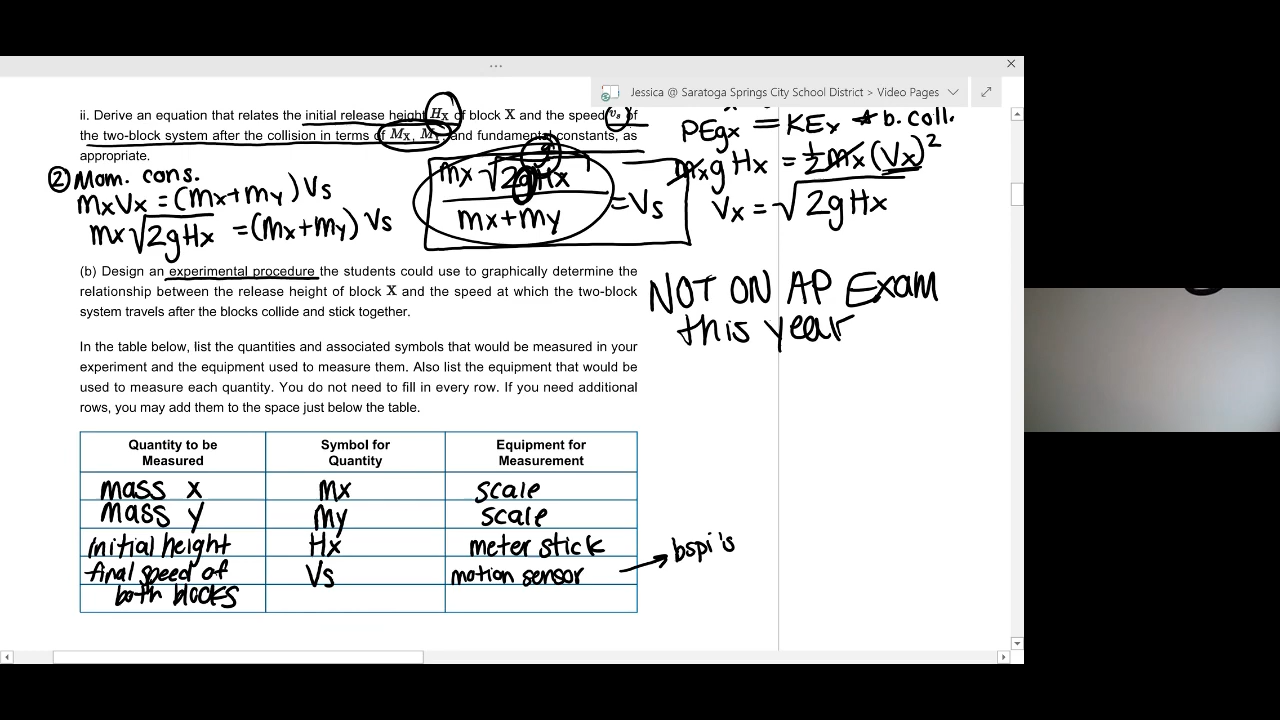 ...
Jessica @ Saratoga Springs City School District > Video Pages
ii. Derive an equation that relates the initial release height Hx of block X and the speed vs of
the two-block system after the collision in terms of Mx, and fundamental constants, as
appropriate.
PEgx = KEx b. coll.
mxgHx = 1/2 mx(Vx)²
Vx = √2gHx
② Mom. cons.
MxVx = (Mx+My)Vs
Mx√2gHx = (Mx+My)Vs
Mx√2gHx
Mx+My = Vs
(b) Design an experimental procedure the students could use to graphically determine the
relationship between the release height of block X and the speed at which the two-block
system travels after the blocks collide and stick together.
NOT ON AP Exam
this year
In the table below, list the quantities and associated symbols that would be measured in your
experiment and the equipment used to measure them. Also list the equipment that would be
used to measure each quantity. You do not need to fill in every row. If you need additional
rows, you may add them to the space just below the table.
Quantity to be Measured Symbol for Quantity Equipment for Measurement
mass x Mx scale
mass y My scale
initial height Hx meter stick
final speed of both blocks Vs motion sensor
→ bspi's